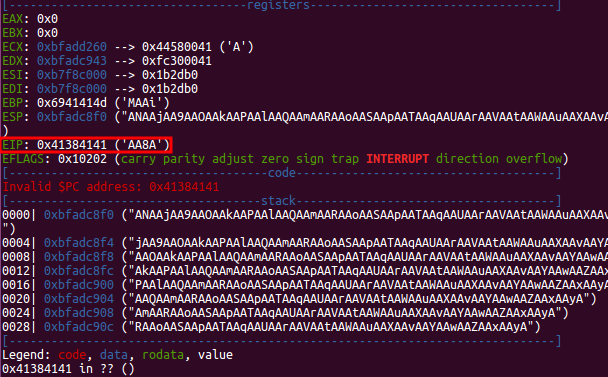 [----------------------------------registers-----------------------------------]
EAX: 0x0
EBX: 0x0
ECX: 0xbfadd260 --> 0x44580041 ('A')
EDX: 0xbfadc943 --> 0xfc300041
ESI: 0xb7f8c000 --> 0x1b2db0
EDI: 0xb7f8c000 --> 0x1b2db0
EBP: 0x6941414d ('MAAi')
ESP: 0xbfadc8f0 ("ANAAjAA9AAOAAkAAPAAlAAQAAmAARAAoAASAApAATAAqAAUAArAAVAAtAAWAAuAAXAAvA
)
EIP: 0x41384141 ('AA8A')
EFLAGS: 0x10202 (carry parity adjust zero sign trap INTERRUPT direction overflow)
[-------------------------------------code-------------------------------------]
Invalid $PC address: 0x41384141
[------------------------------------stack-------------------------------------]
0000| 0xbfadc8f0 ("ANAAjAA9AAOAAkAAPAAlAAQAAmAARAAoAASAApAATAAqAAUAArAAVAAtAAWAAuAAXAAv
")
0004| 0xbfadc8f4 ("jAA9AAOAAkAAPAAlAAQAAmAARAAoAASAApAATAAqAAUAArAAVAAtAAWAAuAAXAAvAAYA
0008| 0xbfadc8f8 ("AAOAAkAAPAAlAAQAAmAARAAoAASAApAATAAqAAUAArAAVAAtAAWAAuAAXAAvAAYAAwAA
0012| 0xbfadc8fc ("AkAAPAAlAAQAAmAARAAoAASAApAATAAqAAUAArAAVAAtAAWAAuAAXAAvAAYAAwAAZAAx
0016| 0xbfadc900 ("PAAlAAQAAmAARAAoAASAApAATAAqAAUAArAAVAAtAAWAAuAAXAAvAAYAAwAAZAAxAAyA
0020| 0xbfadc904 ("AAQAAmAARAAoAASAApAATAAqAAUAArAAVAAtAAWAAuAAXAAvAAYAAwAAZAAxAAyA")
0024| 0xbfadc908 ("AmAARAAoAASAApAATAAqAAUAArAAVAAtAAWAAuAAXAAvAAYAAwAAZAAxAAyA")
0028| 0xbfadc90c ("RAAoAASAApAATAAqAAUAArAAVAAtAAWAAuAAXAAvAAYAAwAAZAAxAAyA")
[------------------------------------------------------------------------------]
Legend: code, data, rodata, value
0x41384141 in ?? ()